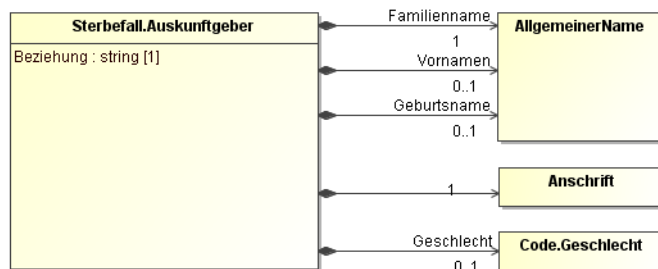 Sterbefall.Auskunftgeber
Beziehung : string [1]
Familienname
1
Vornamen
0..1
Geburtsname
0..1
AllgemeinerName
1
Anschrift
Geschlecht
0..1
Code.Geschlecht